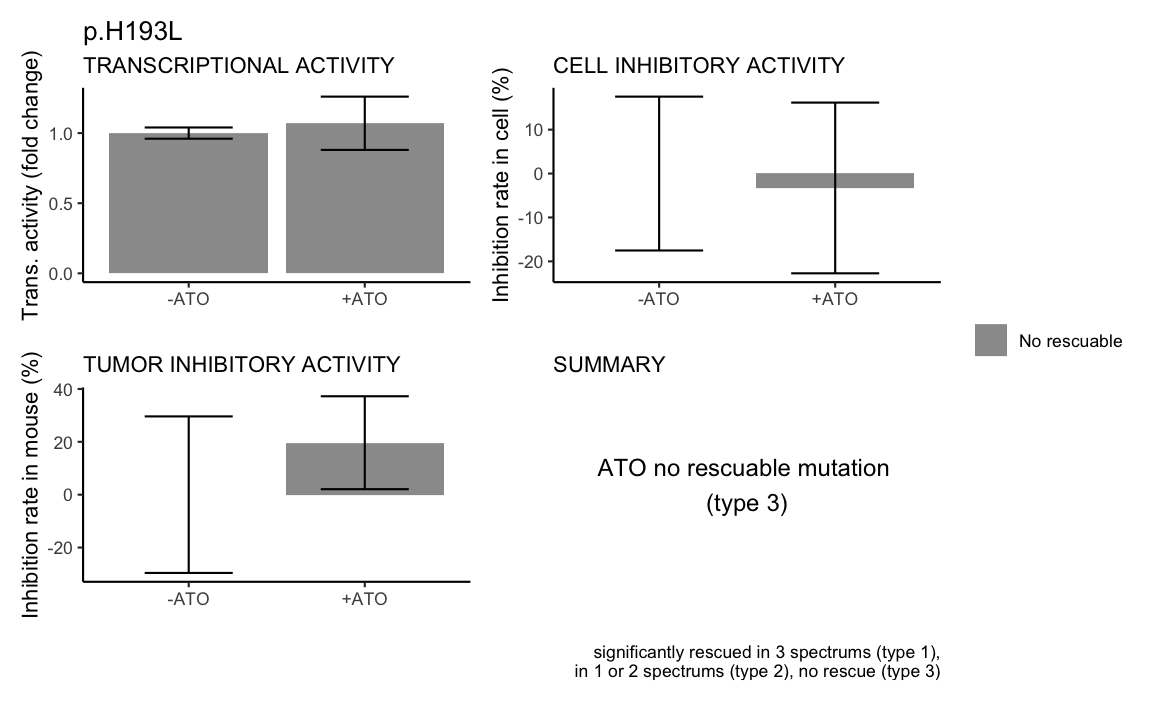 p.H193L
TRANSCRIPTIONAL ACTIVITY
Trans. activity (fold change)
1.0
0.5
0.0
-ATO
+ATO
CELL INHIBITORY ACTIVITY
Inhibition rate in cell (%)
10
0
-10
-20
-ATO
+ATO
No rescuable
TUMOR INHIBITORY ACTIVITY
Inhibition rate in mouse (%)
40
20
0
-20
-ATO
+ATO
SUMMARY
ATO no rescuable mutation
(type 3)
significantly rescued in 3 spectrums (type 1),
in 1 or 2 spectrums (type 2), no rescue (type 3)